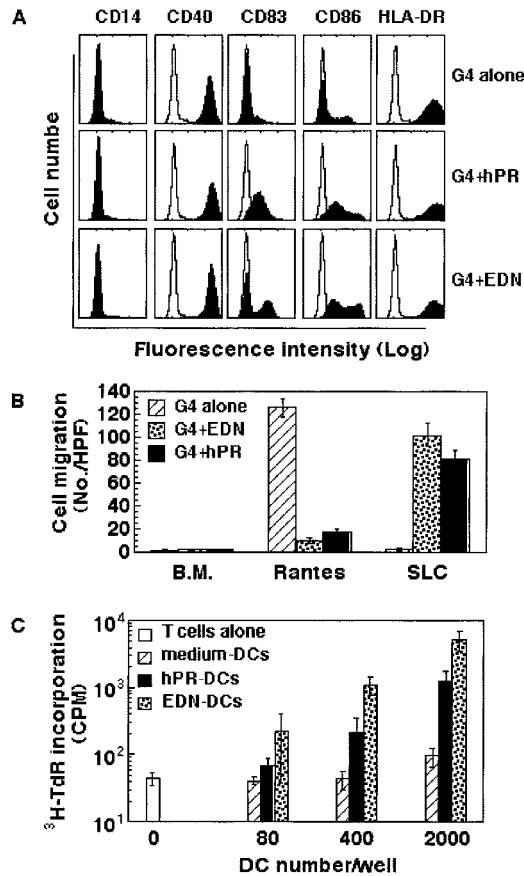 A
CD14 CD40 CD83 CD86 HLA-DR
Cell numbe
G4 alone
G4+hPR
G4+EDN
Fluorescence intensity (Log)
B
Cell migration
(No./HPF)
140
120
100
80
60
40
20
0
G4 alone
G4+EDN
G4+hPR
B.M. Rantes SLC
C
³H-TdR incorporation
(CPM)
10⁴
10³
10²
10¹
T cells alone
medium-DCs
hPR-DCs
EDN-DCs
0 80 400 2000
DC number/well